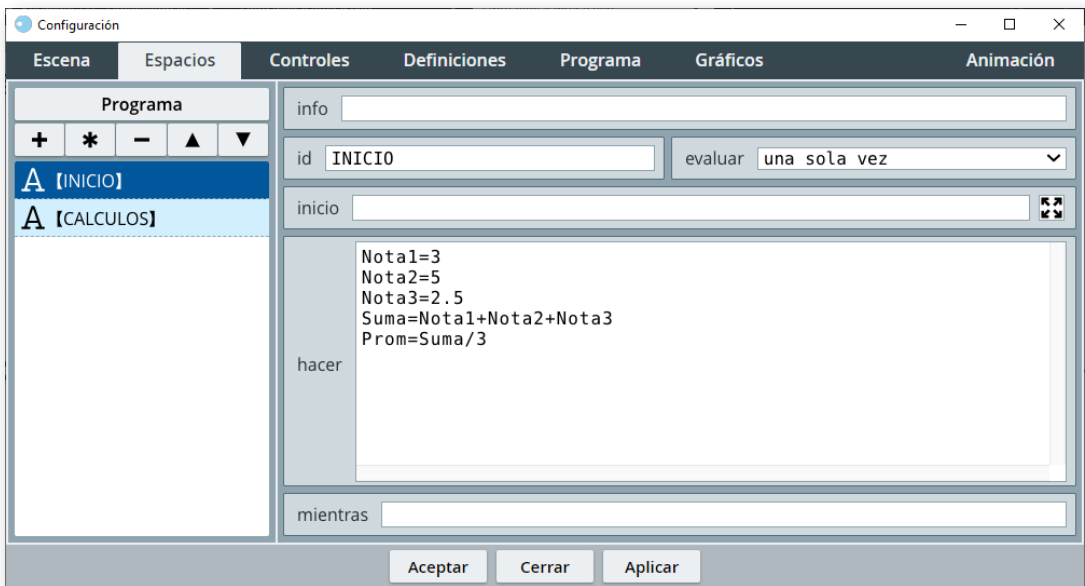 Configuración
Escena Espacios Controles Definiciones Programa Gráficos Animación
Programa
+ * − ▲ ▼
A 【INICIO】
A 【CALCULOS】
info
id INICIO evaluar una sola vez
inicio
hacer
Nota1=3
Nota2=5
Nota3=2.5
Suma=Nota1+Nota2+Nota3
Prom=Suma/3
mientras
Aceptar Cerrar Aplicar